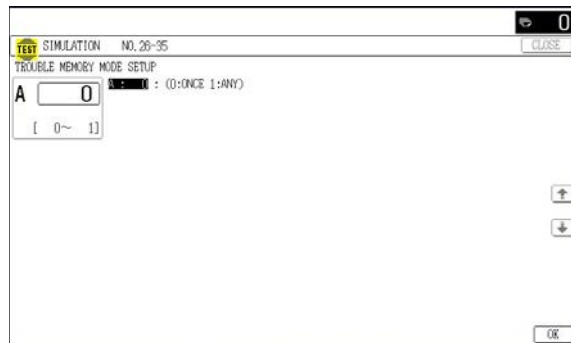 0
TEST SIMULATION NO. 26-35 CLOSE
TROUBLE MEMORY MODE SETUP
A 0 A : 0 : (0:ONCE 1:ANY)
[ 0~ 1]
OK